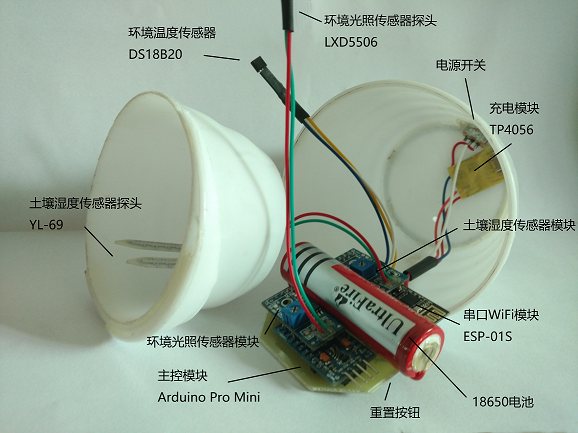 环境温度传感器
DS18B20
环境光照传感器探头
LXD5506
电源开关
充电模块
TP4056
土壤湿度传感器探头
YL-69
土壤湿度传感器模块
UltraFire
串口WiFi模块
ESP-01S
环境光照传感器模块
主控模块
Arduino Pro Mini
18650电池
重置按钮